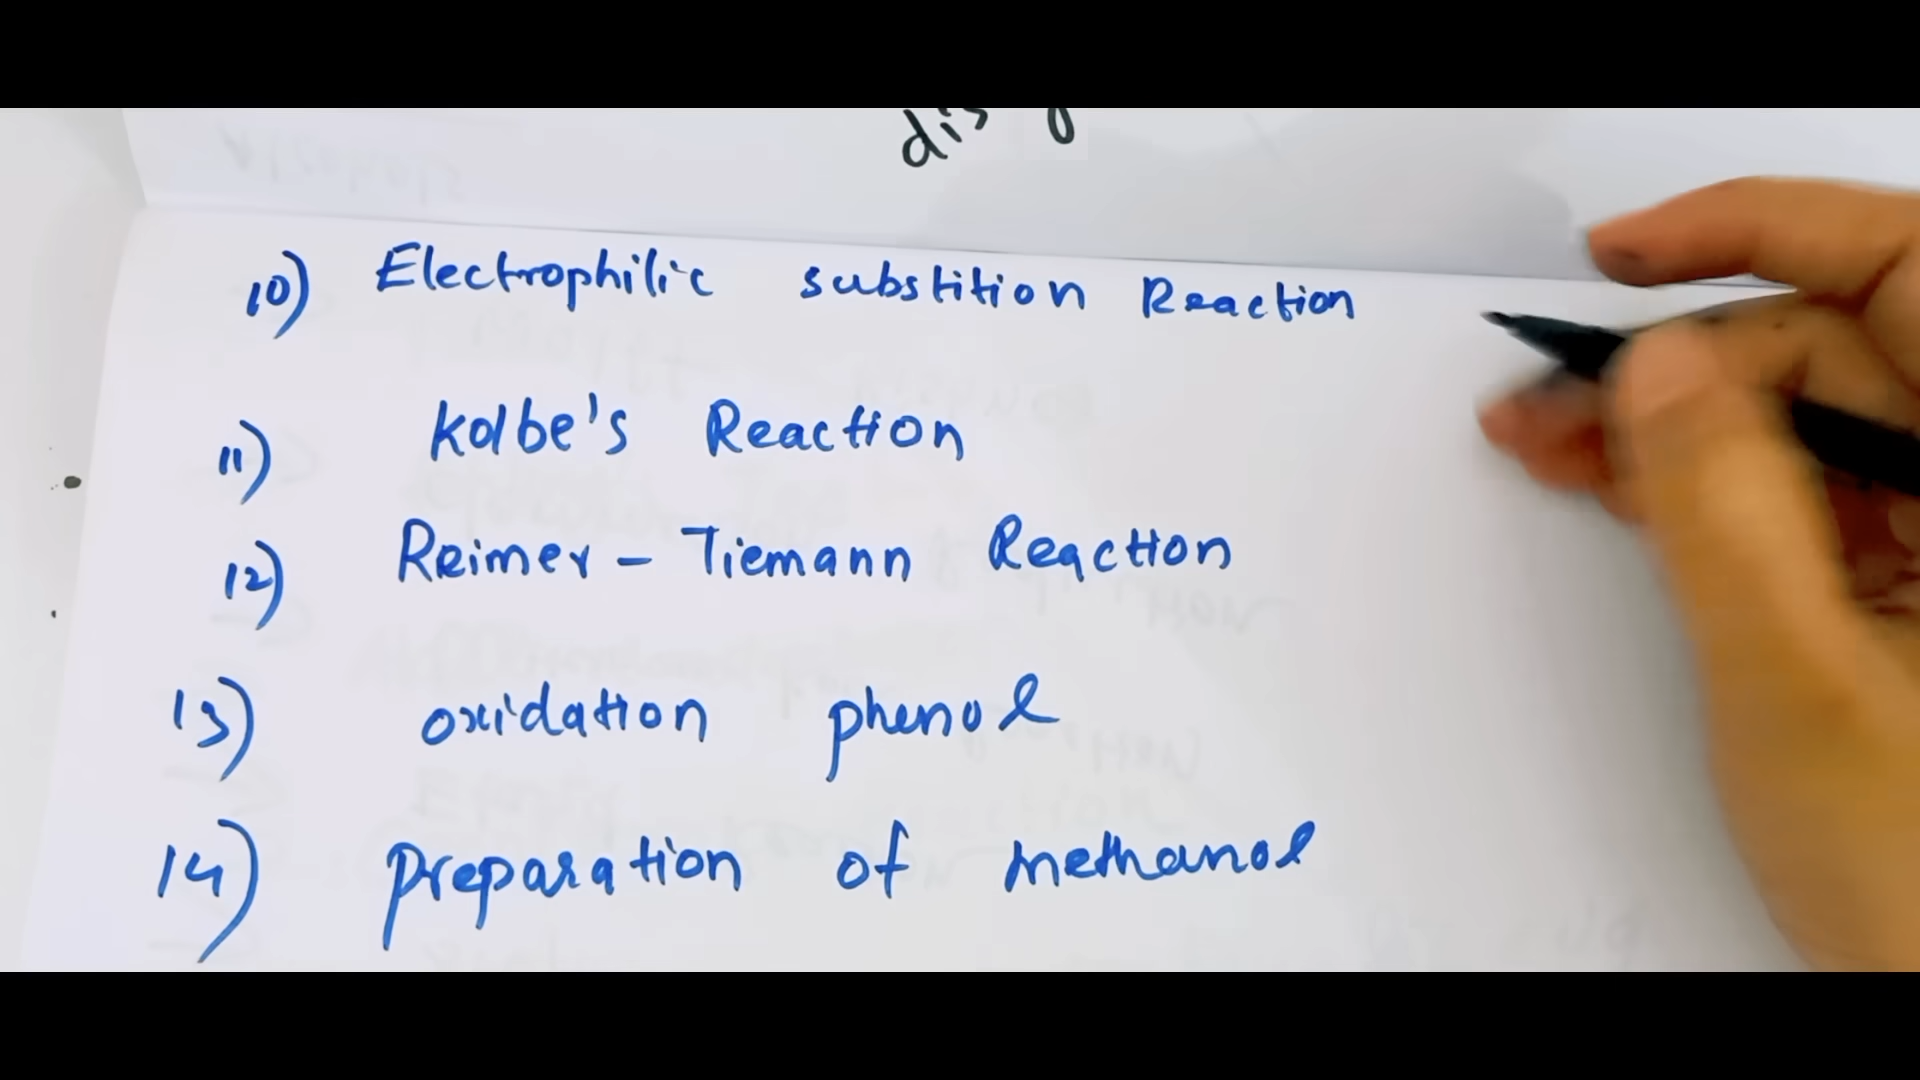 10) Electrophilic substition Reaction
11) Kolbe's Reaction
12) Reimer - Tiemann Reaction
13) oxidation phenol
14) preparation of methanol